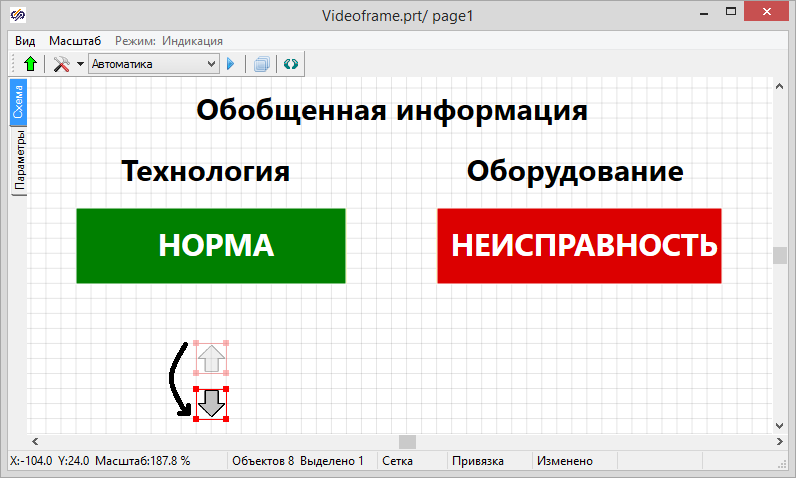 Videoframe.prt/ page1
Вид Масштаб Режим: Индикация
Автоматика
Схема
Параметры
Обобщенная информация
Технология Оборудование
НОРМА НЕИСПРАВНОСТЬ
X:-104.0 Y:24.0 Масштаб:187.8 % Объектов 8 Выделено 1 Сетка Привязка Изменено